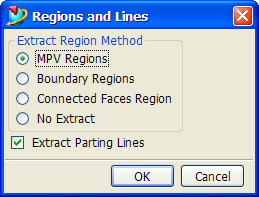 Regions and Lines
Extract Region Method
MPV Regions
Boundary Regions
Connected Faces Region
No Extract
Extract Parting Lines
OK Cancel